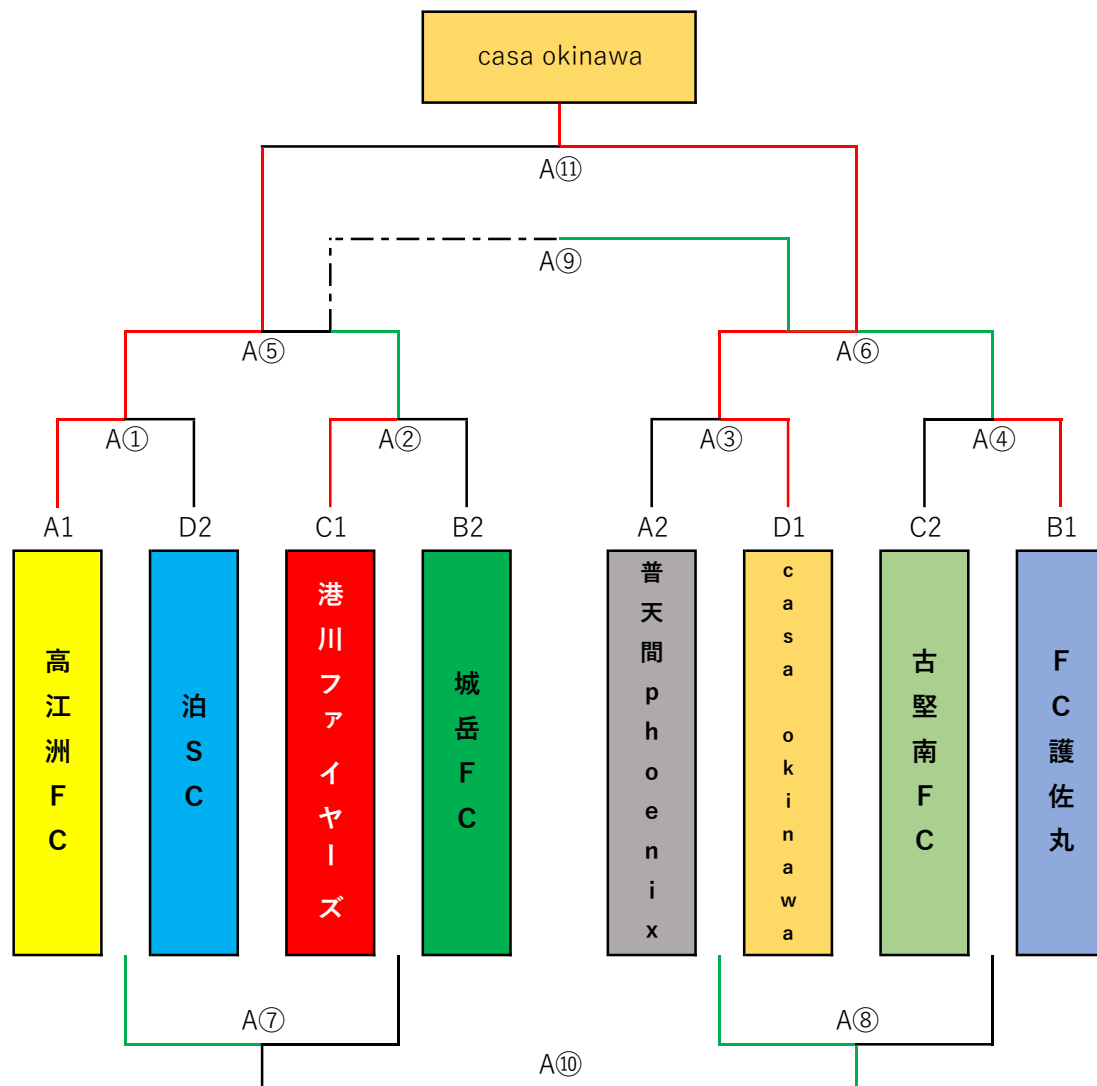 casa okinawa
A⑪
A⑨
A⑤
A⑥
A①
A②
A③
A④
A1
D2
C1
B2
A2
D1
C2
B1
高江洲FC
泊SC
港川ファイヤーズ
城岳FC
普天間phoenix
casa okinawa
古堅南FC
FC護佐丸
A⑦
A⑧
A⑩